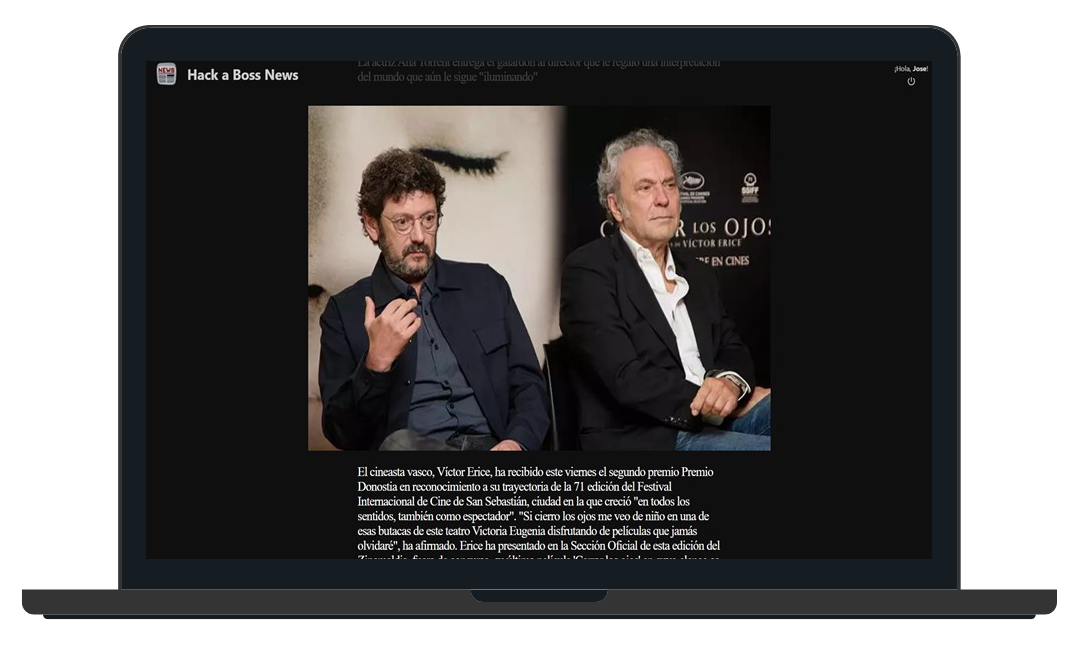 NEWS
Hack a Boss News
¡Hola, Jose!
La actriz Ana Torrent entrega el galardón al director que le regaló una interpretación
del mundo que aún le sigue "iluminando"
SSIFF
LOS OJOS
VÍCTOR ERICE
EN CINES
El cineasta vasco, Víctor Erice, ha recibido este viernes el segundo premio Premio
Donostia en reconocimiento a su trayectoria de la 71 edición del Festival
Internacional de Cine de San Sebastián, ciudad en la que creció "en todos los
sentidos, también como espectador". "Si cierro los ojos me veo de niño en una de
esas butacas de este teatro Victoria Eugenia disfrutando de películas que jamás
olvidaré", ha afirmado. Erice ha presentado en la Sección Oficial de esta edición del